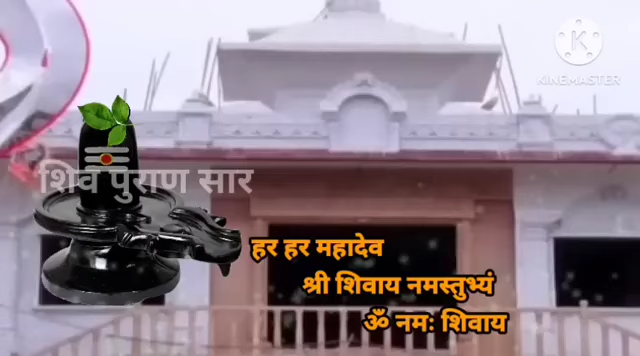 KINEMASTER
शिव पुराण सार
हर हर महादेव
श्री शिवाय नमस्तुभ्यं
ॐ नमः शिवाय